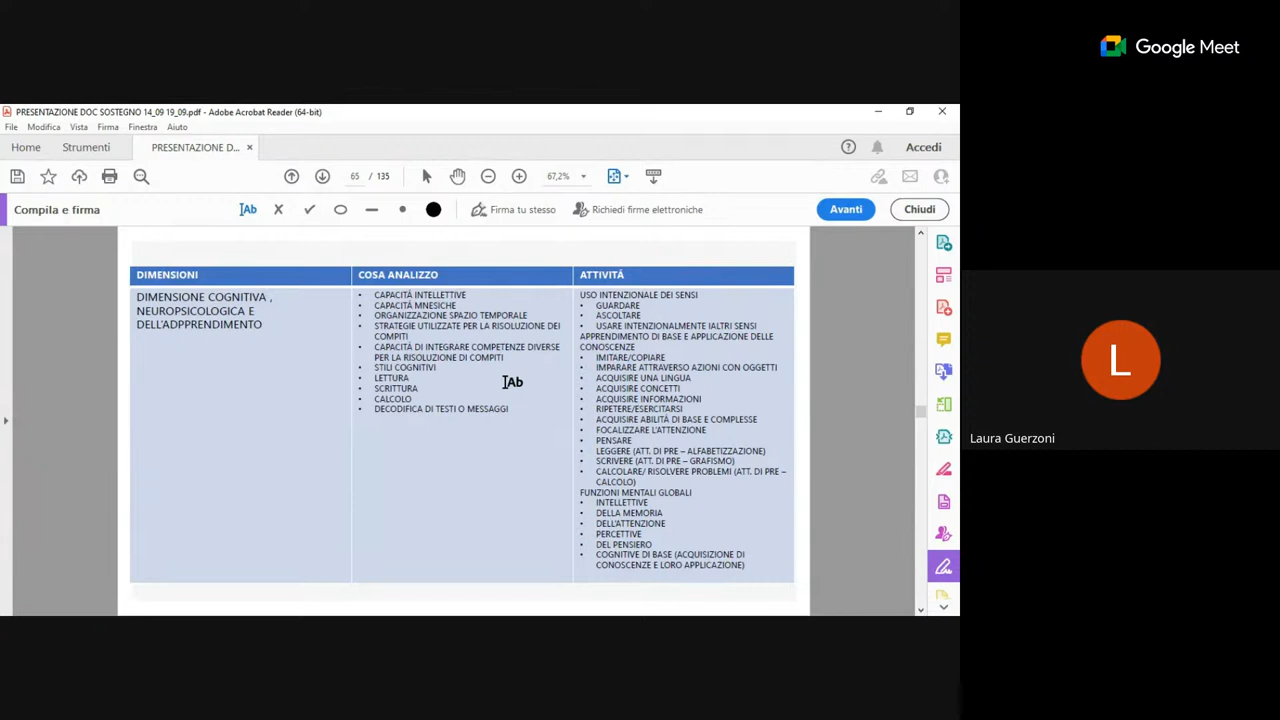 Google Meet
PRESENTAZIONE DOC SOSTEGNO 14_09 19_09.pdf - Adobe Acrobat Reader (64-bit)
File Modifica Vista Firma Finestra Aiuto
Home Strumenti PRESENTAZIONE D... × Accedi
65 / 135 67,2%
Compila e firma Ab Firma tu stesso Richiedi firme elettroniche Avanti Chiudi
DIMENSIONI
DIMENSIONE COGNITIVA ,
NEUROPSICOLOGICA E
DELL'ADPPRENDIMENTO
COSA ANALIZZO
• CAPACITÀ INTELLETTIVE
• CAPACITÀ MNESICHE
• ORGANIZZAZIONE SPAZIO TEMPORALE
• STRATEGIE UTILIZZATE PER LA RISOLUZIONE DEI
COMPITI
• CAPACITÀ DI INTEGRARE COMPETENZE DIVERSE
PER LA RISOLUZIONE DI COMPITI
• STILI COGNITIVI
• LETTURA
• SCRITTURA
• CALCOLO
• DECODIFICA DI TESTI O MESSAGGI
Ab
ATTIVITÁ
USO INTENZIONALE DEI SENSI
• GUARDARE
• ASCOLTARE
• USARE INTENZIONALMENTE IALTRI SENSI
APPRENDIMENTO DI BASE E APPLICAZIONE DELLE
CONOSCENZE
• IMITARE/COPIARE
• IMPARARE ATTRAVERSO AZIONI CON OGGETTI
• ACQUISIRE UNA LINGUA
• ACQUISIRE CONCETTI
• ACQUISIRE INFORMAZIONI
• RIPETERE/ESERCITARSI
• ACQUISIRE ABILITÁ DI BASE E COMPLESSE
• FOCALIZZARE L'ATTENZIONE
• PENSARE
• LEGGERE (ATT. DI PRE – ALFABETIZZAZIONE)
• SCRIVERE (ATT. DI PRE – GRAFISMO)
• CALCOLARE/ RISOLVERE PROBLEMI (ATT. DI PRE –
CALCOLO)
FUNZIONI MENTALI GLOBALI
• INTELLETTIVE
• DELLA MEMORIA
• DELL'ATTENZIONE
• PERCETTIVE
• DEL PENSIERO
• COGNITIVE DI BASE (ACQUISIZIONE DI
CONOSCENZE E LORO APPLICAZIONE)
L
Laura Guerzoni